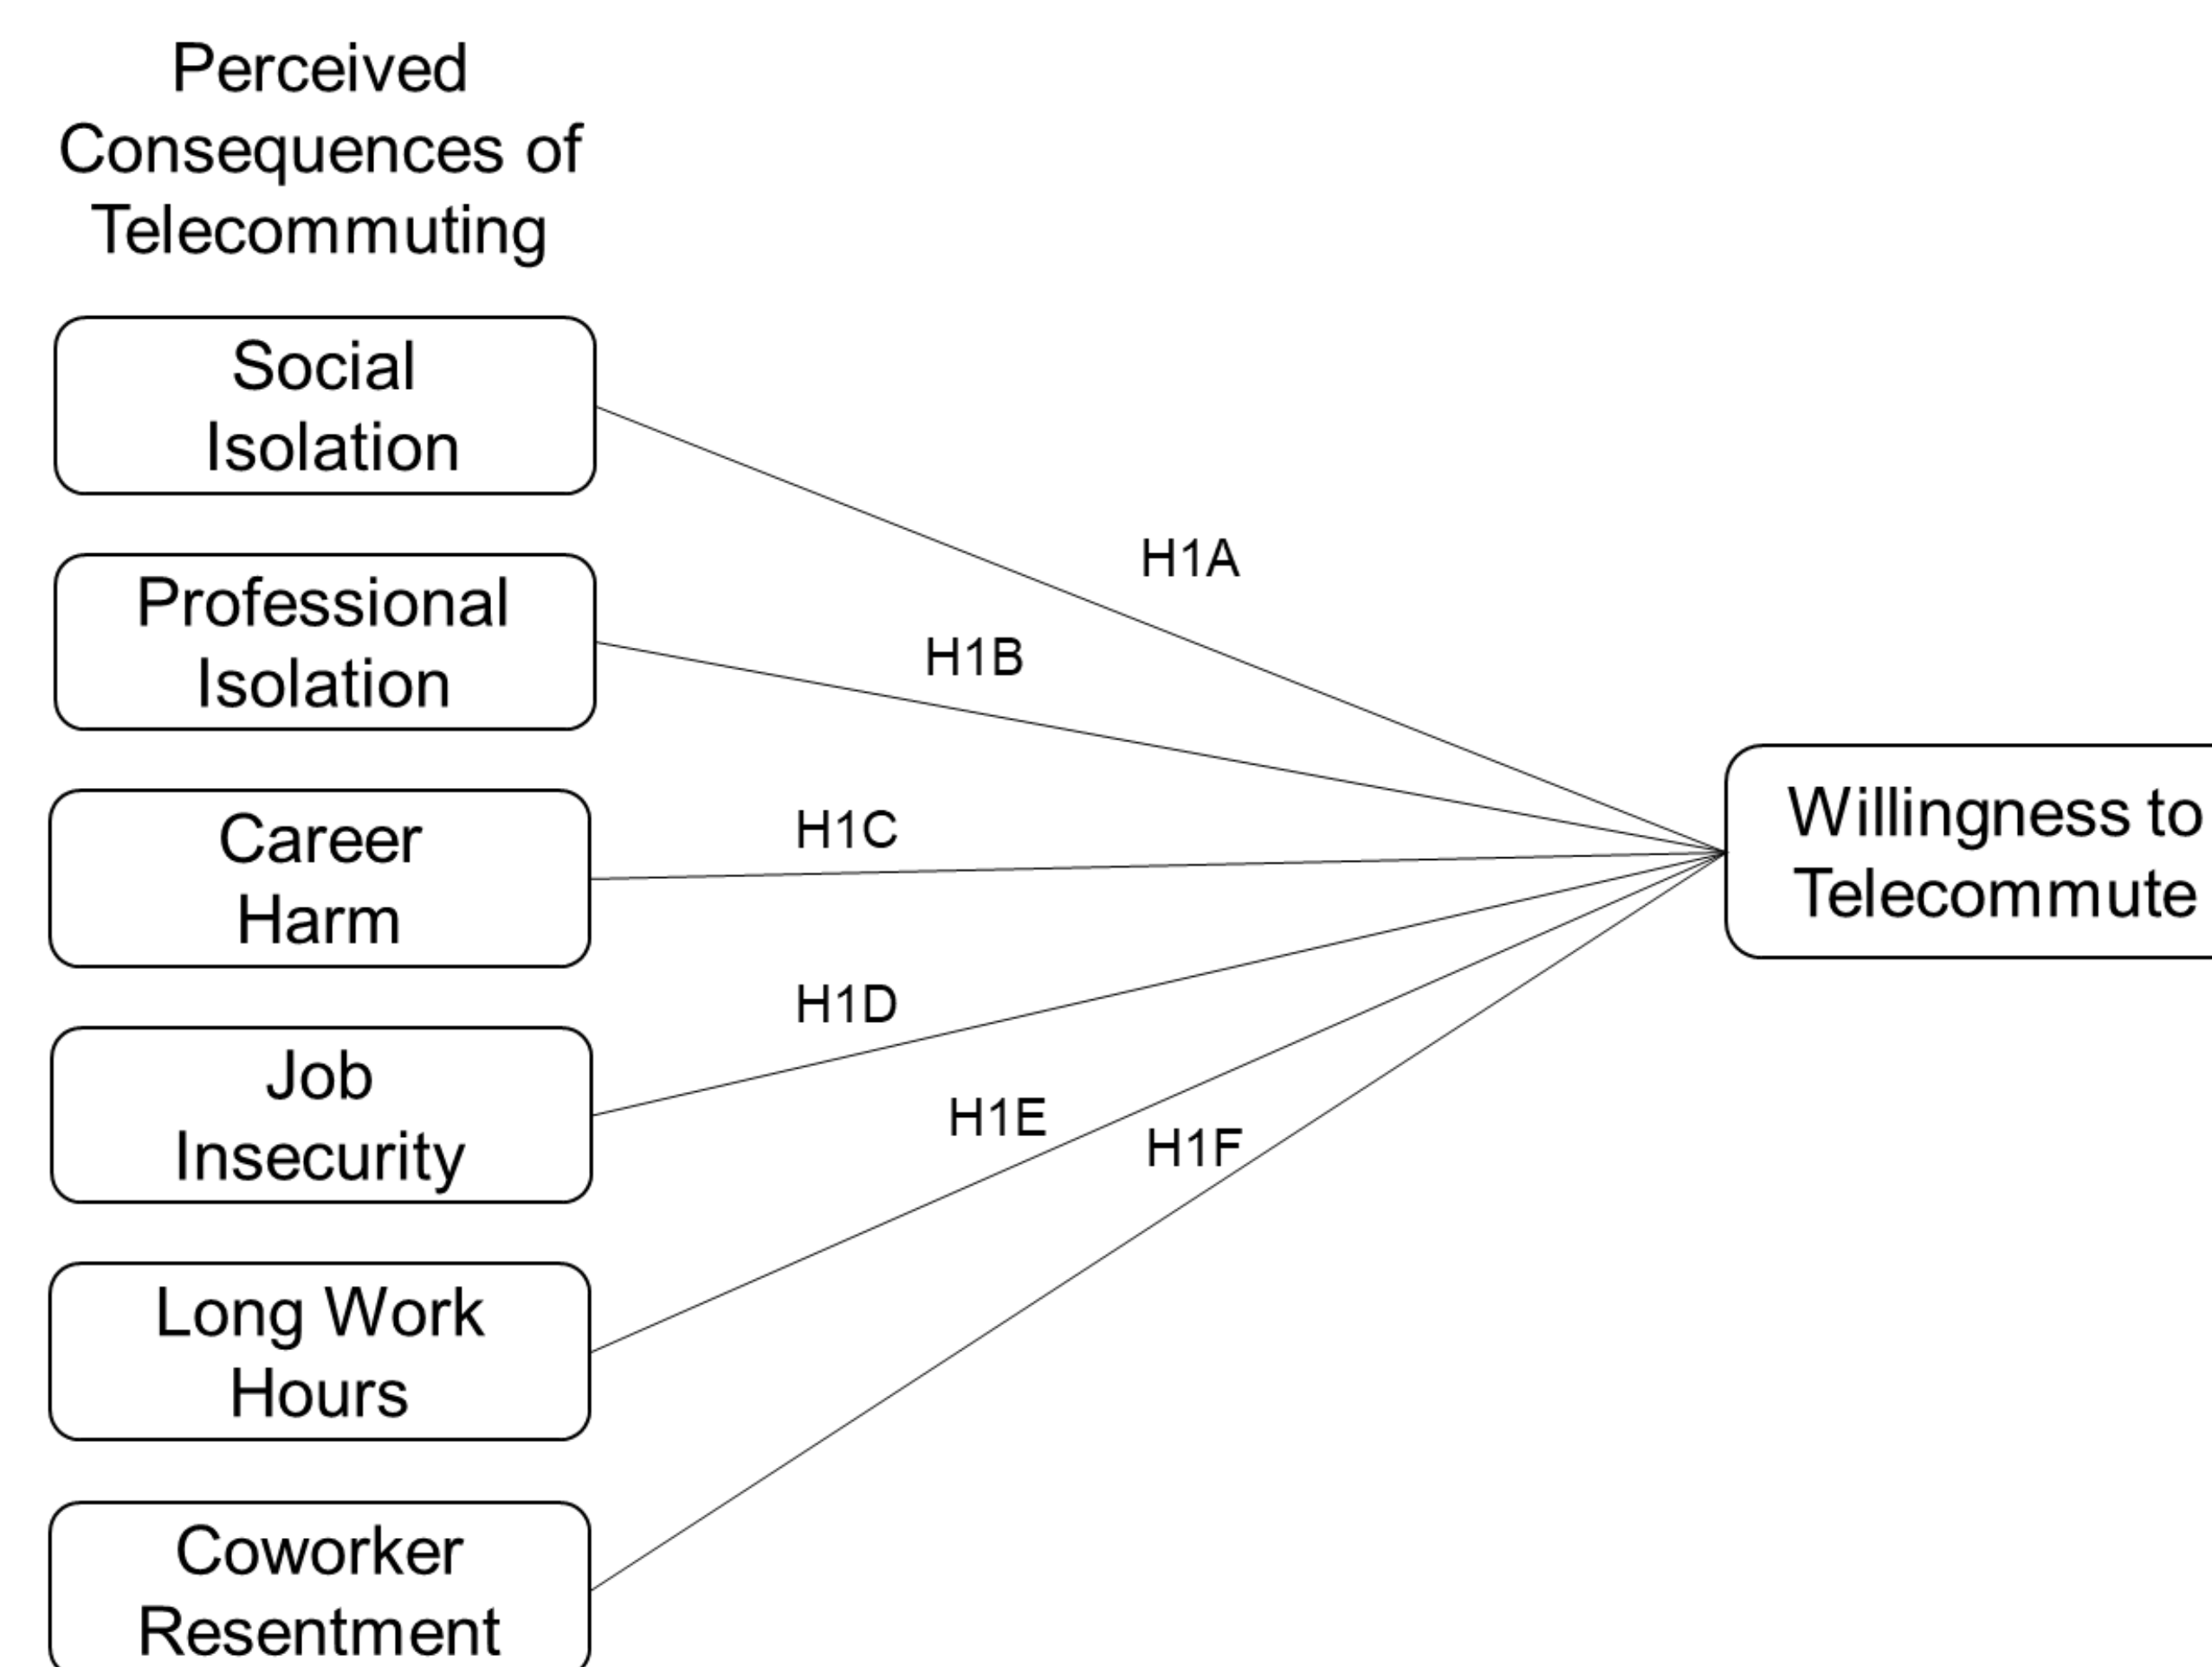 Perceived
Consequences of
Telecommuting
Social
Isolation
H1A
Professional
Isolation
H1B
Career
Harm
H1C
Willingness to
Telecommute
Job
Insecurity
H1D
Long Work
Hours
H1E
H1F
Coworker
Resentment